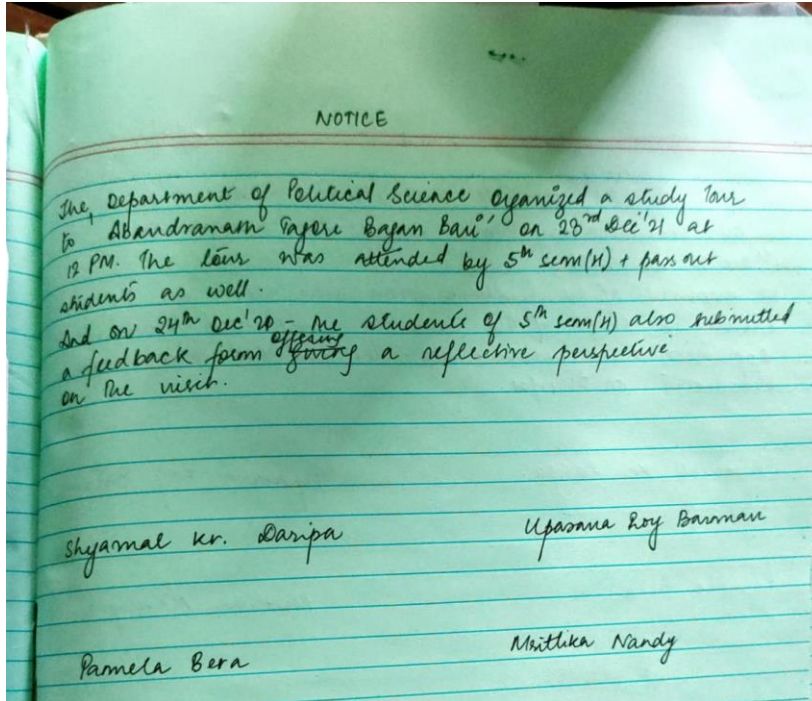 NOTICE
The Department of Political Science organized a study tour
to 'Abandranath Tagore Bagan Bari' on 23rd Dec'21 at
12 PM. The tour was attended by 5th sem(H) + pass out
students as well.
And on 24th Dec'20 - the students of 5th sem(H) also submitted
offering
a feedback form giving a reflective perspective
on the visit.
Shyamal Kr. Daripa Upasana Roy Barman
Pamela Bera Mritlika Nandy